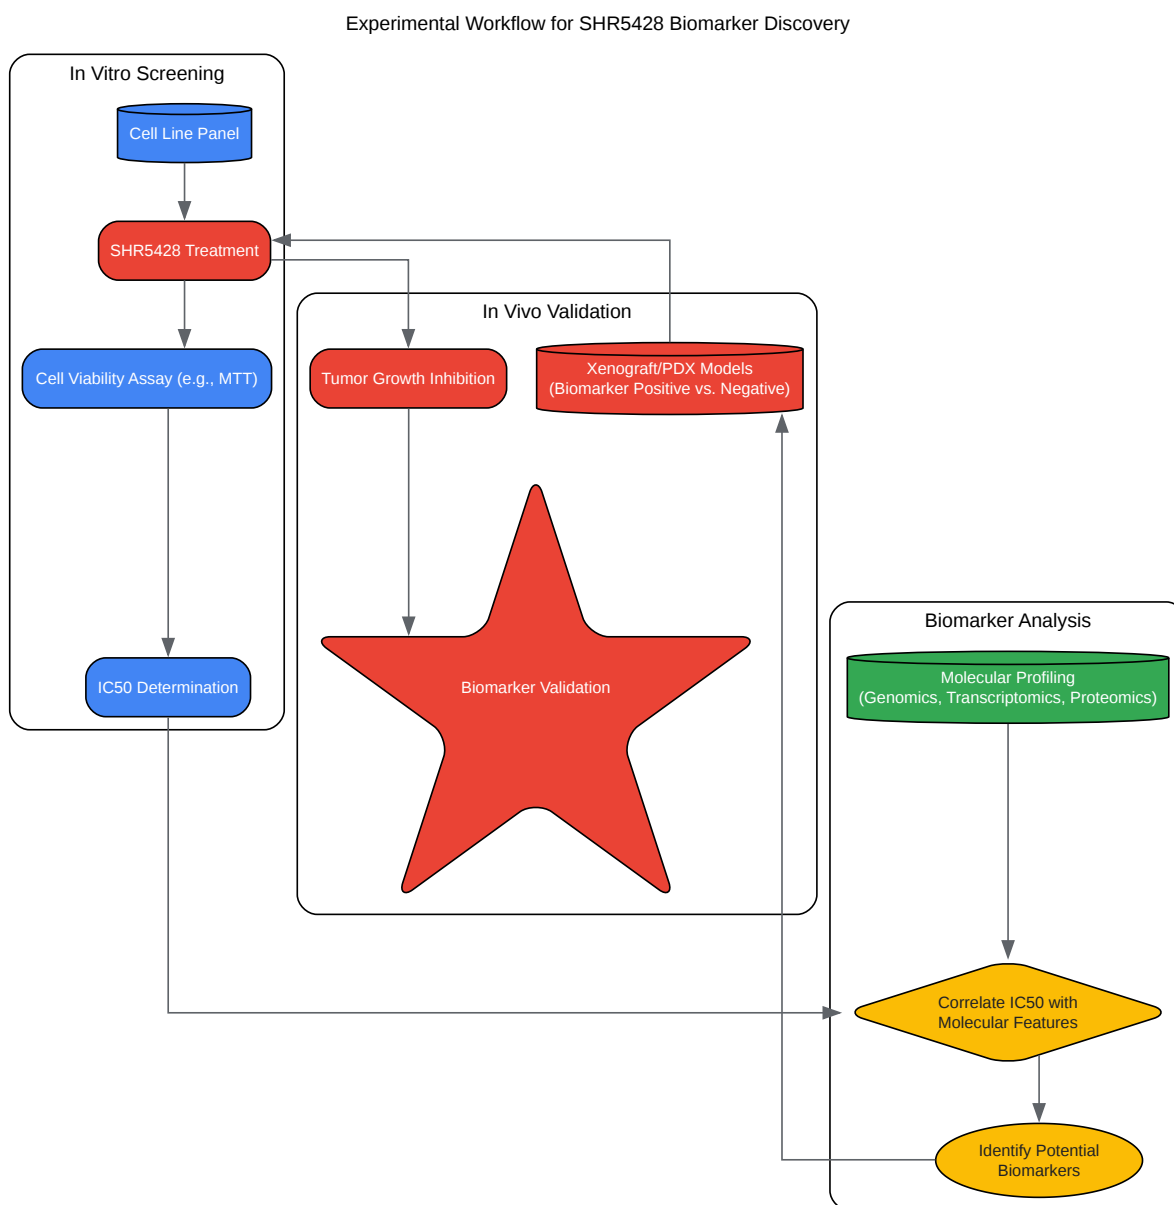 Experimental Workflow for SHR5428 Biomarker Discovery
In Vitro Screening
Cell Line Panel
SHR5428 Treatment
Cell Viability Assay (e.g., MTT)
IC50 Determination
In Vivo Validation
Tumor Growth Inhibition
Xenograft/PDX Models
(Biomarker Positive vs. Negative)
Biomarker Validation
Biomarker Analysis
Molecular Profiling
(Genomics, Transcriptomics, Proteomics)
Correlate IC50 with
Molecular Features
Identify Potential
Biomarkers